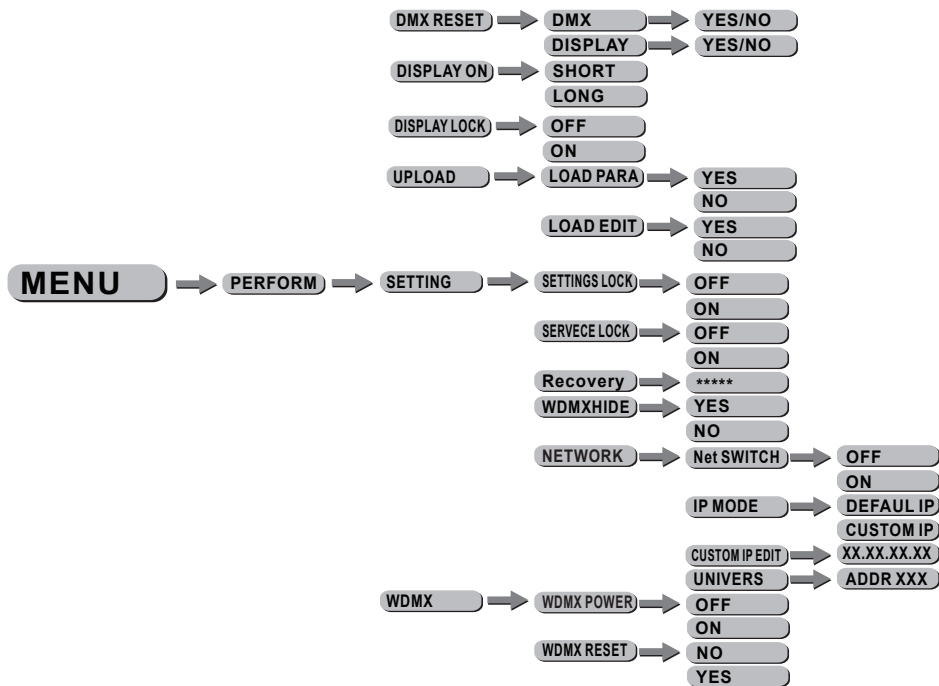 DMX RESET DMX YES/NO
DISPLAY YES/NO
DISPLAY ON SHORT
LONG
DISPLAY LOCK OFF
ON
UPLOAD LOAD PARA YES
NO
LOAD EDIT YES
NO
MENU PERFORM SETTING SETTINGS LOCK OFF
ON
SERVECE LOCK OFF
ON
Recovery *****
WDMXHIDE YES
NO
NETWORK Net SWITCH OFF
ON
IP MODE DEFAUL IP
CUSTOM IP
CUSTOM IP EDIT XX.XX.XX.XX
UNIVERS ADDR XXX
WDMX WDMX POWER OFF
ON
WDMX RESET NO
YES